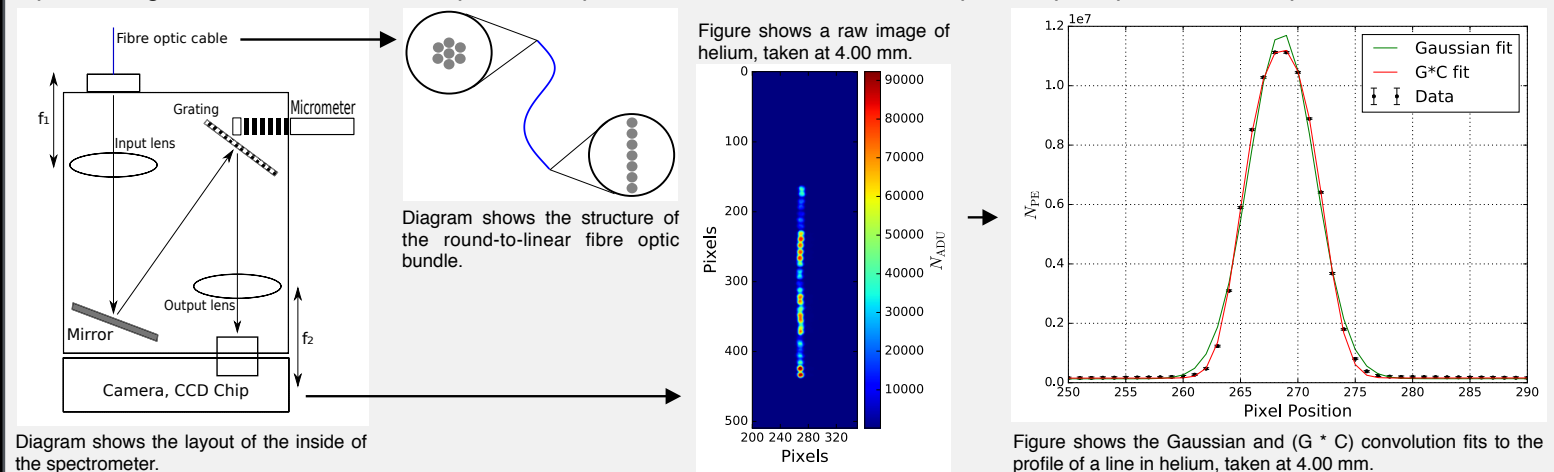 Fibre optic cable
f₁
Grating
Micrometer
Input lens
Output lens
Mirror
f₂
Camera, CCD Chip
Diagram shows the layout of the inside of
the spectrometer.
Diagram shows the structure of
the round-to-linear fibre optic
bundle.
Figure shows a raw image of
helium, taken at 4.00 mm.
0
100
200
300
400
500
Pixels
200 240 280 320
Pixels
90000
80000
70000
60000
50000
40000
30000
20000
10000
N_ADU
1e7
1.2
1.0
0.8
0.6
0.4
0.2
0.0
N_PE
250 255 260 265 270 275 280 285 290
Pixel Position
Gaussian fit
G*C fit
Data
Figure shows the Gaussian and (G * C) convolution fits to the
profile of a line in helium, taken at 4.00 mm.